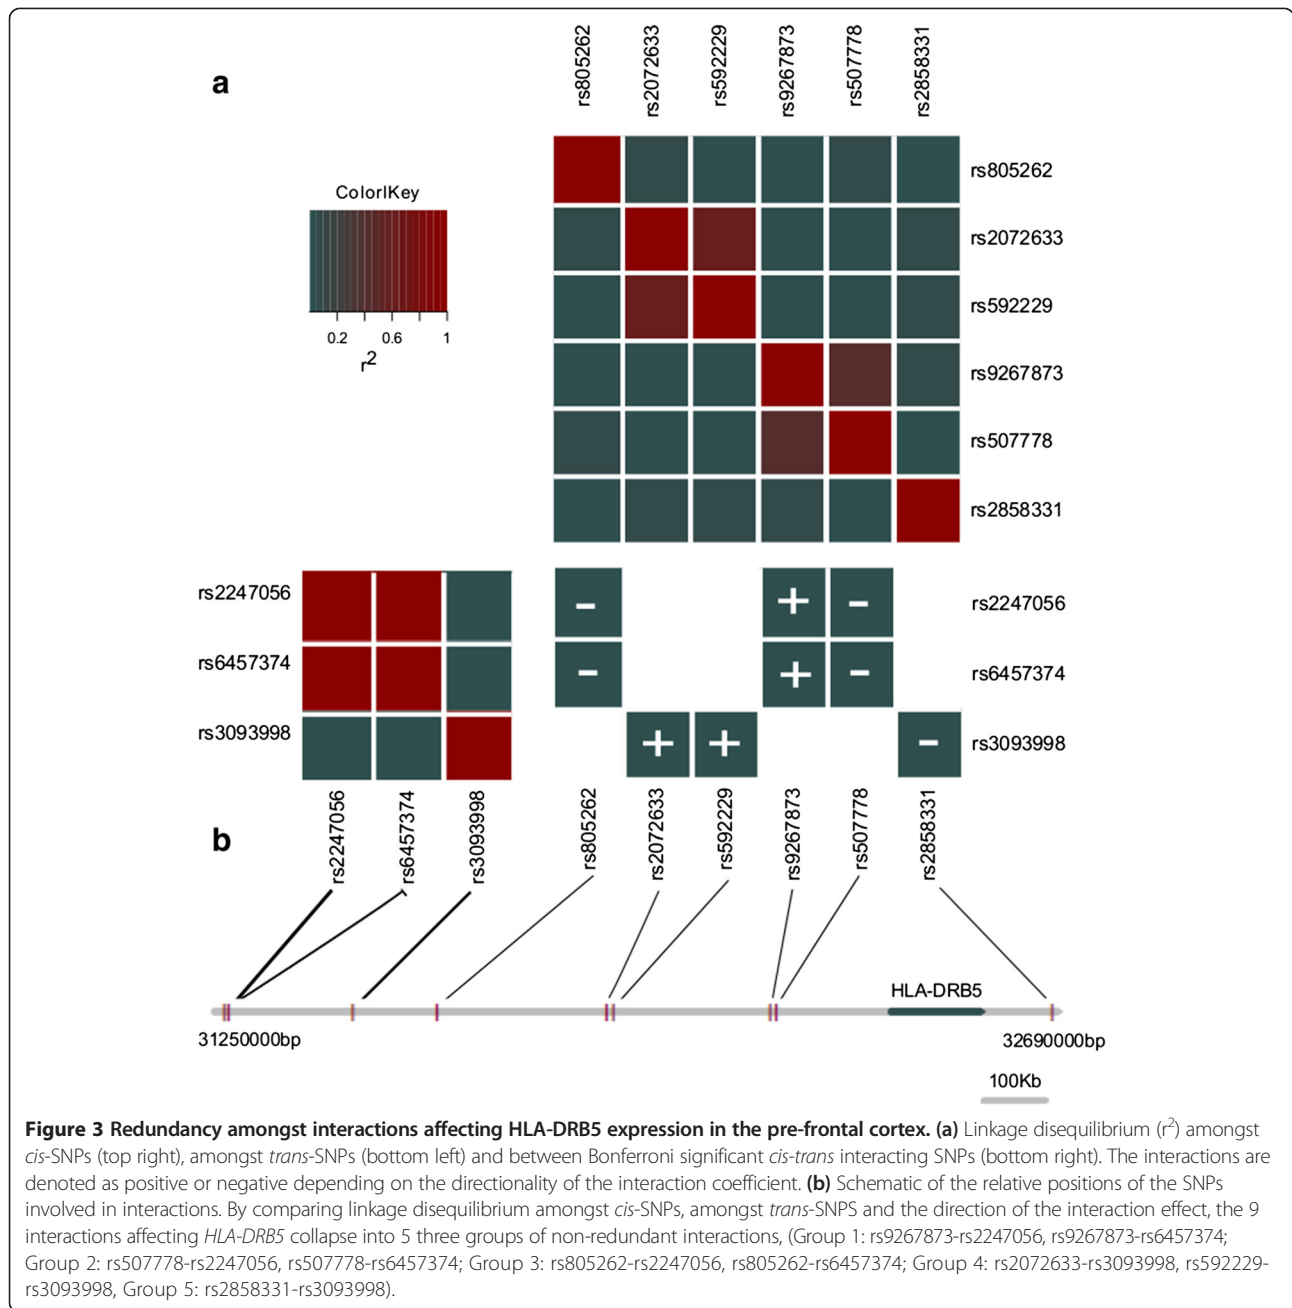 a
rs805262
rs2072633
rs592229
rs9267873
rs507778
rs2858331
ColorlKey
0.2 0.6 1
r2
rs805262
rs2072633
rs592229
rs9267873
rs507778
rs2858331
rs2247056
rs6457374
rs3093998
− + −
− + −
+ + −
rs2247056
rs6457374
rs3093998
b
rs2247056
rs6457374
rs3093998
rs805262
rs2072633
rs592229
rs9267873
rs507778
rs2858331
HLA-DRB5
31250000bp
32690000bp
100Kb
Figure 3 Redundancy amongst interactions affecting HLA-DRB5 expression in the pre-frontal cortex. (a) Linkage disequilibrium (r2) amongst
cis-SNPs (top right), amongst trans-SNPs (bottom left) and between Bonferroni significant cis-trans interacting SNPs (bottom right). The interactions are
denoted as positive or negative depending on the directionality of the interaction coefficient. (b) Schematic of the relative positions of the SNPs
involved in interactions. By comparing linkage disequilibrium amongst cis-SNPs, amongst trans-SNPS and the direction of the interaction effect, the 9
interactions affecting HLA-DRB5 collapse into 5 three groups of non-redundant interactions, (Group 1: rs9267873-rs2247056, rs9267873-rs6457374;
Group 2: rs507778-rs2247056, rs507778-rs6457374; Group 3: rs805262-rs2247056, rs805262-rs6457374; Group 4: rs2072633-rs3093998, rs592229-
rs3093998, Group 5: rs2858331-rs3093998).